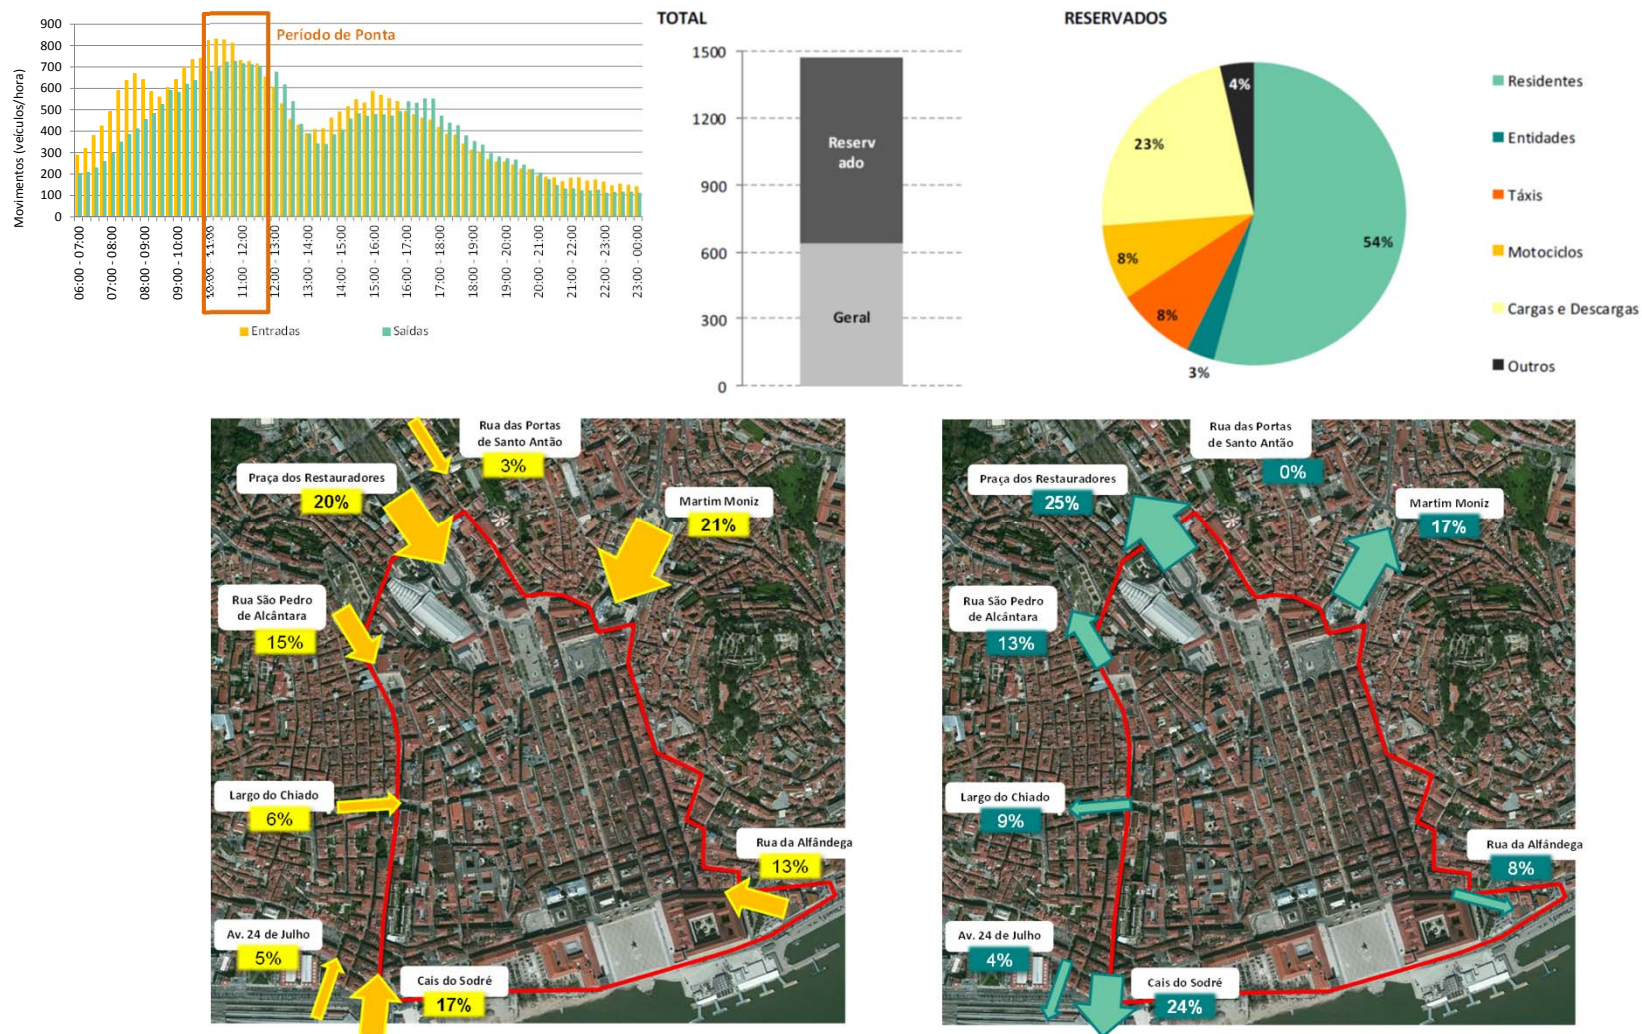 900
800
700
600
500
400
300
200
100
0
Movimentos (veículos/hora)
Período de Ponta
06:00 - 07:00
07:00 - 08:00
08:00 - 09:00
09:00 - 10:00
10:00 - 11:00
11:00 - 12:00
12:00 - 13:00
13:00 - 14:00
14:00 - 15:00
15:00 - 16:00
16:00 - 17:00
17:00 - 18:00
18:00 - 19:00
19:00 - 20:00
20:00 - 21:00
21:00 - 22:00
22:00 - 23:00
23:00 - 00:00
Entradas
Saídas
TOTAL
1500
1200
900
600
300
0
Reserv
ado
Geral
RESERVADOS
4%
23%
8%
8%
3%
54%
Residentes
Entidades
Táxis
Motociclos
Cargas e Descargas
Outros
Rua das Portas
de Santo Antão
3%
Praça dos Restauradores
20%
Martim Moniz
21%
Rua São Pedro
de Alcântara
15%
Largo do Chiado
6%
Rua da Alfândega
13%
Av. 24 de Julho
5%
Cais do Sodré
17%
Rua das Portas
de Santo Antão
0%
Praça dos Restauradores
25%
Martim Moniz
17%
Rua São Pedro
de Alcântara
13%
Largo do Chiado
9%
Rua da Alfândega
8%
Av. 24 de Julho
4%
Cais do Sodré
24%